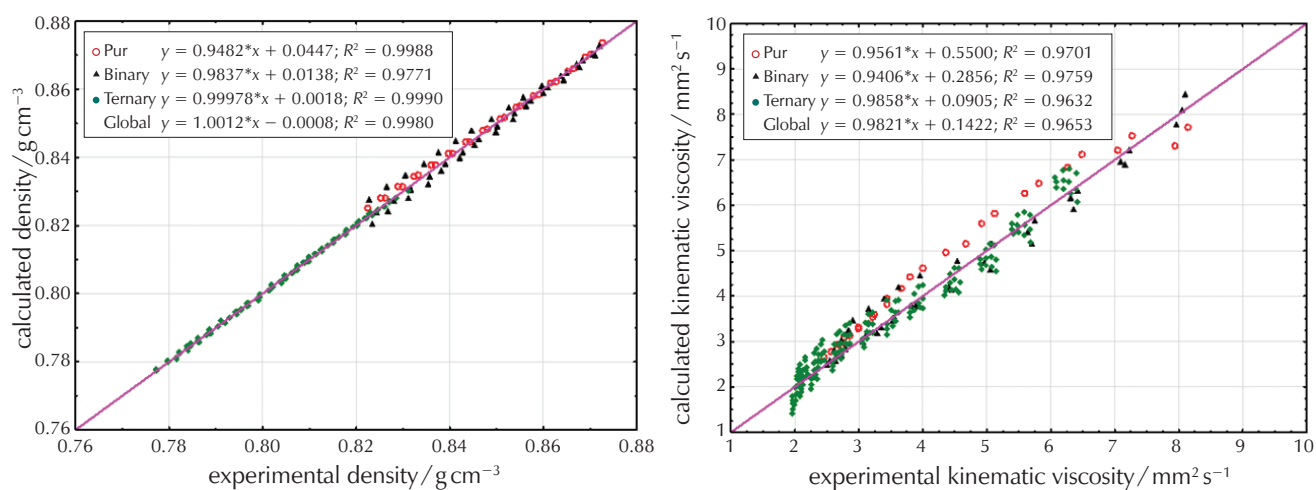 0.88
0.86
0.84
0.82
0.80
0.78
0.76
calculated density / g cm⁻³
Pur y = 0.9482*x + 0.0447; R² = 0.9988
Binary y = 0.9837*x + 0.0138; R² = 0.9771
Ternary y = 0.99978*x + 0.0018; R² = 0.9990
Global y = 1.0012*x − 0.0008; R² = 0.9980
0.76 0.78 0.80 0.82 0.84 0.86 0.88
experimental density / g cm⁻³
10
9
8
7
6
5
4
3
2
1
calculated kinematic viscosity / mm² s⁻¹
Pur y = 0.9561*x + 0.5500; R² = 0.9701
Binary y = 0.9406*x + 0.2856; R² = 0.9759
Ternary y = 0.9858*x + 0.0905; R² = 0.9632
Global y = 0.9821*x + 0.1422; R² = 0.9653
1 2 3 4 5 6 7 8 9 10
experimental kinematic viscosity / mm² s⁻¹